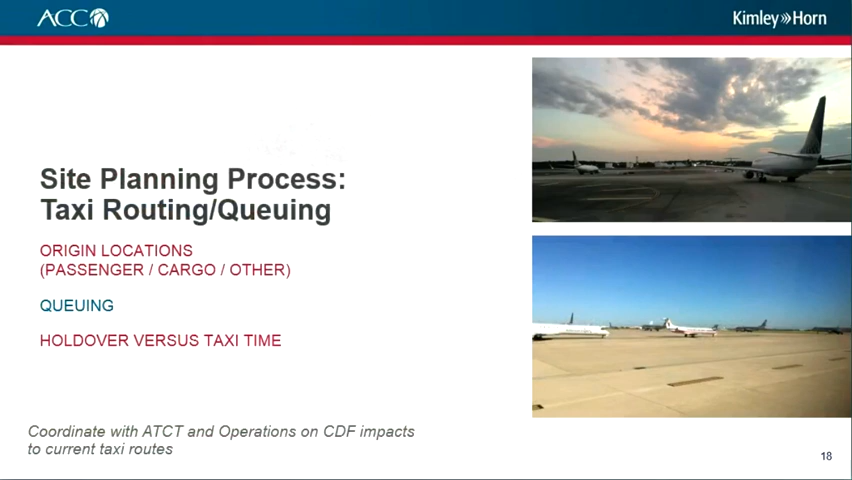 ACC
Kimley»Horn
Site Planning Process:
Taxi Routing/Queuing
ORIGIN LOCATIONS
(PASSENGER / CARGO / OTHER)
QUEUING
HOLDOVER VERSUS TAXI TIME
Coordinate with ATCT and Operations on CDF impacts
to current taxi routes
18